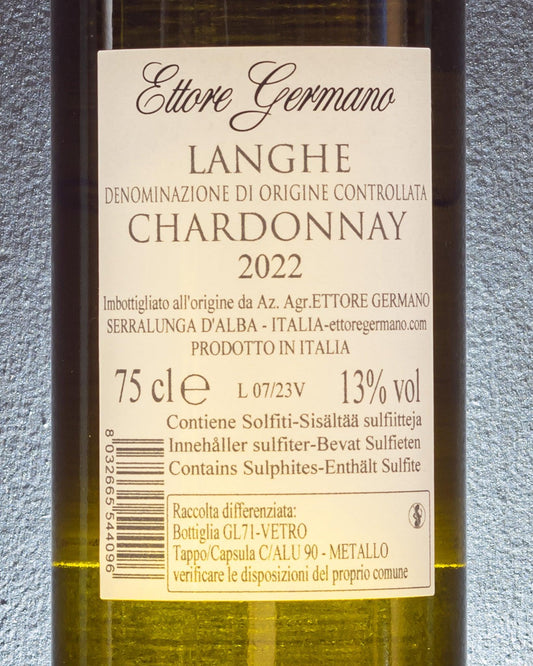 Ettore Germano
LANGHE
DENOMINAZIONE DI ORIGINE CONTROLLATA
CHARDONNAY
2022
Imbottigliato all'origine da Az. Agr.ETTORE GERMANO
SERRALUNGA D'ALBA - ITALIA-ettoregermano.com
PRODOTTO IN ITALIA
75 cl e L 07/23V 13% vol
Contiene Solfiti-Sisältää sulfiitteja
Innehåller sulfiter-Bevat Sulfieten
Contains Sulphites-Enthält Sulfite
8 032665 544096
Raccolta differenziata:
Bottiglia GL71-VETRO
Tappo/Capsula C/ALU 90 - METALLO
verificare le disposizioni del proprio comune